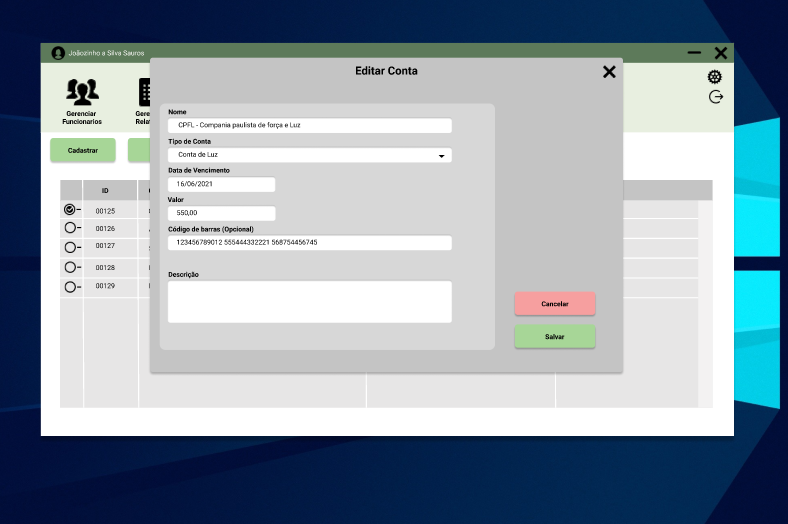 Joãozinho a Silva Sauros
Editar Conta
Gerenciar
Funcionarios
Cadastrar
ID
00125
00126
00127
00128
00129
Nome
CPFL - Compania paulista de força e Luz
Tipo de Conta
Conta de Luz
Data de Vencimento
16/06/2021
Valor
550,00
Código de barras (Opcional)
123456789012 555444332221 568754456745
Descrição
Cancelar
Salvar